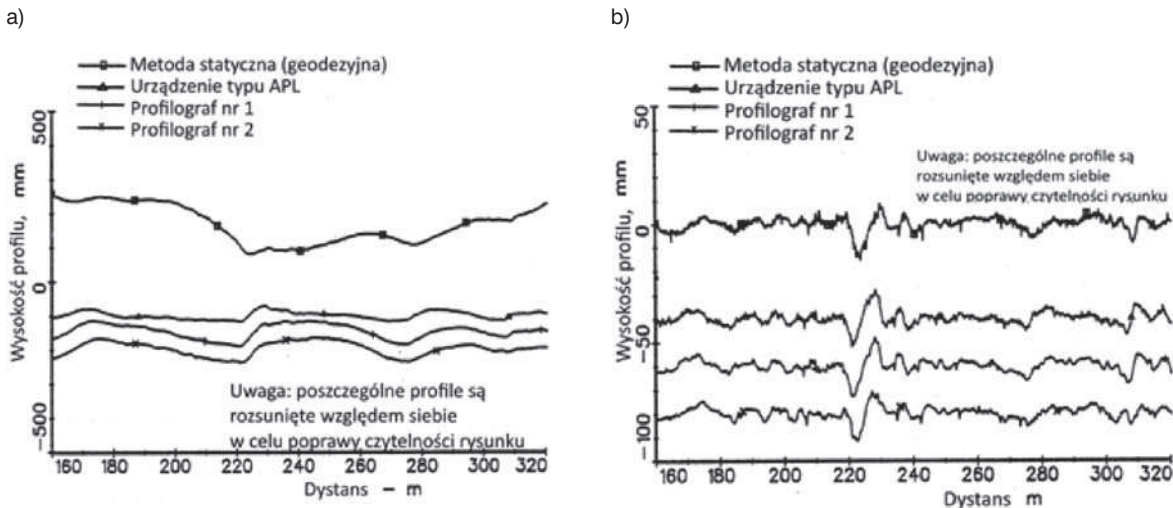 a)
Metoda statyczna (geodezyjna)
Urządzenie typu APL
Profilograf nr 1
Profilograf nr 2
Wysokość profilu, mm
500
0
−500
Uwaga: poszczególne profile są
rozsunięte względem siebie
w celu poprawy czytelności rysunku
160 180 200 220 240 260 280 300 320
Dystans − m
b)
Metoda statyczna (geodezyjna)
Urządzenie typu APL
Profilograf nr 1
Profilograf nr 2
Uwaga: poszczególne profile są
rozsunięte względem siebie
w celu poprawy czytelności rysunku
Wysokość profilu, mm
50
0
−50
−100
160 180 200 220 240 260 280 300 320
Dystans m